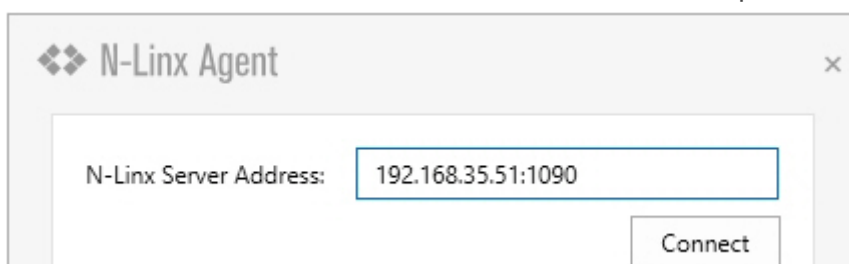 N-Linx Agent
N-Linx Server Address: 192.168.35.51:1090
Connect